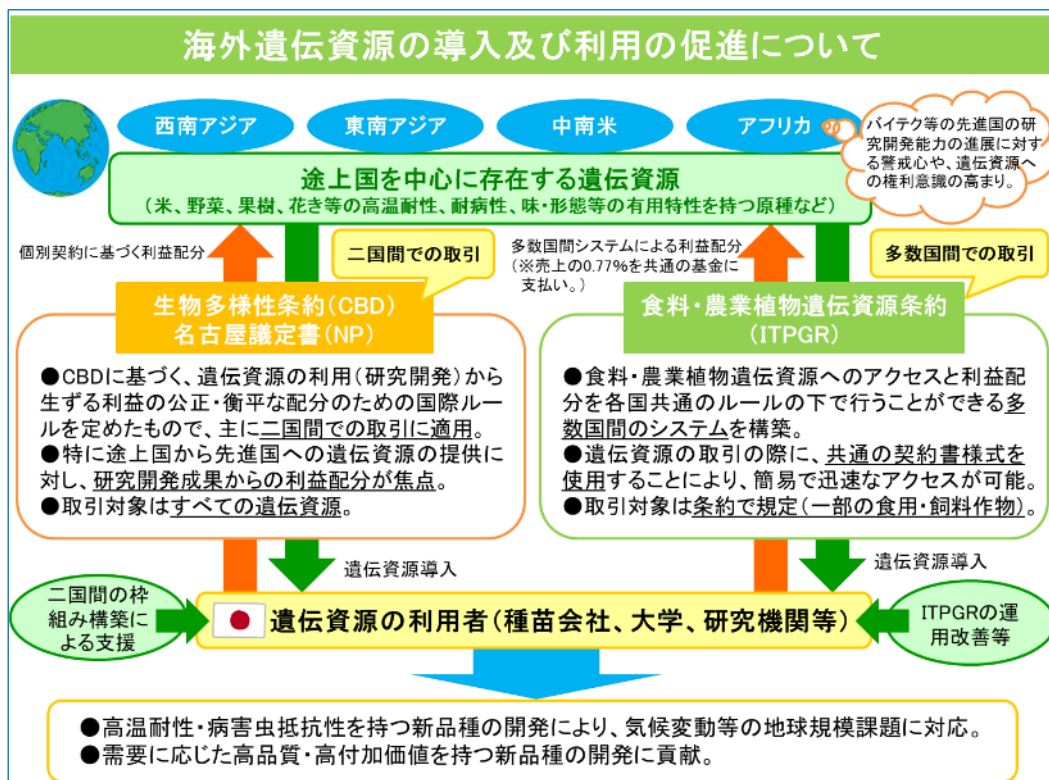 海外遺伝資源の導入及び利用の促進について
西南アジア
東南アジア
中南米
アフリカ
バイテク等の先進国の研
究開発能力の進展に対す
る警戒心や、遺伝資源へ
の権利意識の高まり。
途上国を中心に存在する遺伝資源
(米、野菜、果樹、花き等の高温耐性、耐病性、味・形態等の有用特性を持つ原種など)
個別契約に基づく利益配分
二国間での取引
多数国間システムによる利益配分
(※売上の0.77%を共通の基金に
支払い。)
多数国間での取引
生物多様性条約(CBD)
名古屋議定書(NP)
●CBDに基づく、遺伝資源の利用(研究開発)から
生ずる利益の公正・衡平な配分のための国際ルー
ルを定めたもので、主に二国間での取引に適用。
●特に途上国から先進国への遺伝資源の提供に
対し、研究開発成果からの利益配分が焦点。
●取引対象はすべての遺伝資源。
食料・農業植物遺伝資源条約
(ITPGR)
●食料・農業植物遺伝資源へのアクセスと利益配
分を各国共通のルールの下で行うことができる多
数国間のシステムを構築。
●遺伝資源の取引の際に、共通の契約書様式を
使用することにより、簡易で迅速なアクセスが可能。
●取引対象は条約で規定(一部の食用・飼料作物)。
遺伝資源導入
遺伝資源導入
二国間の枠
組み構築に
よる支援
遺伝資源の利用者(種苗会社、大学、研究機関等)
ITPGRの運
用改善等
●高温耐性・病害虫抵抗性を持つ新品種の開発により、気候変動等の地球規模課題に対応。
●需要に応じた高品質・高付加価値を持つ新品種の開発に貢献。